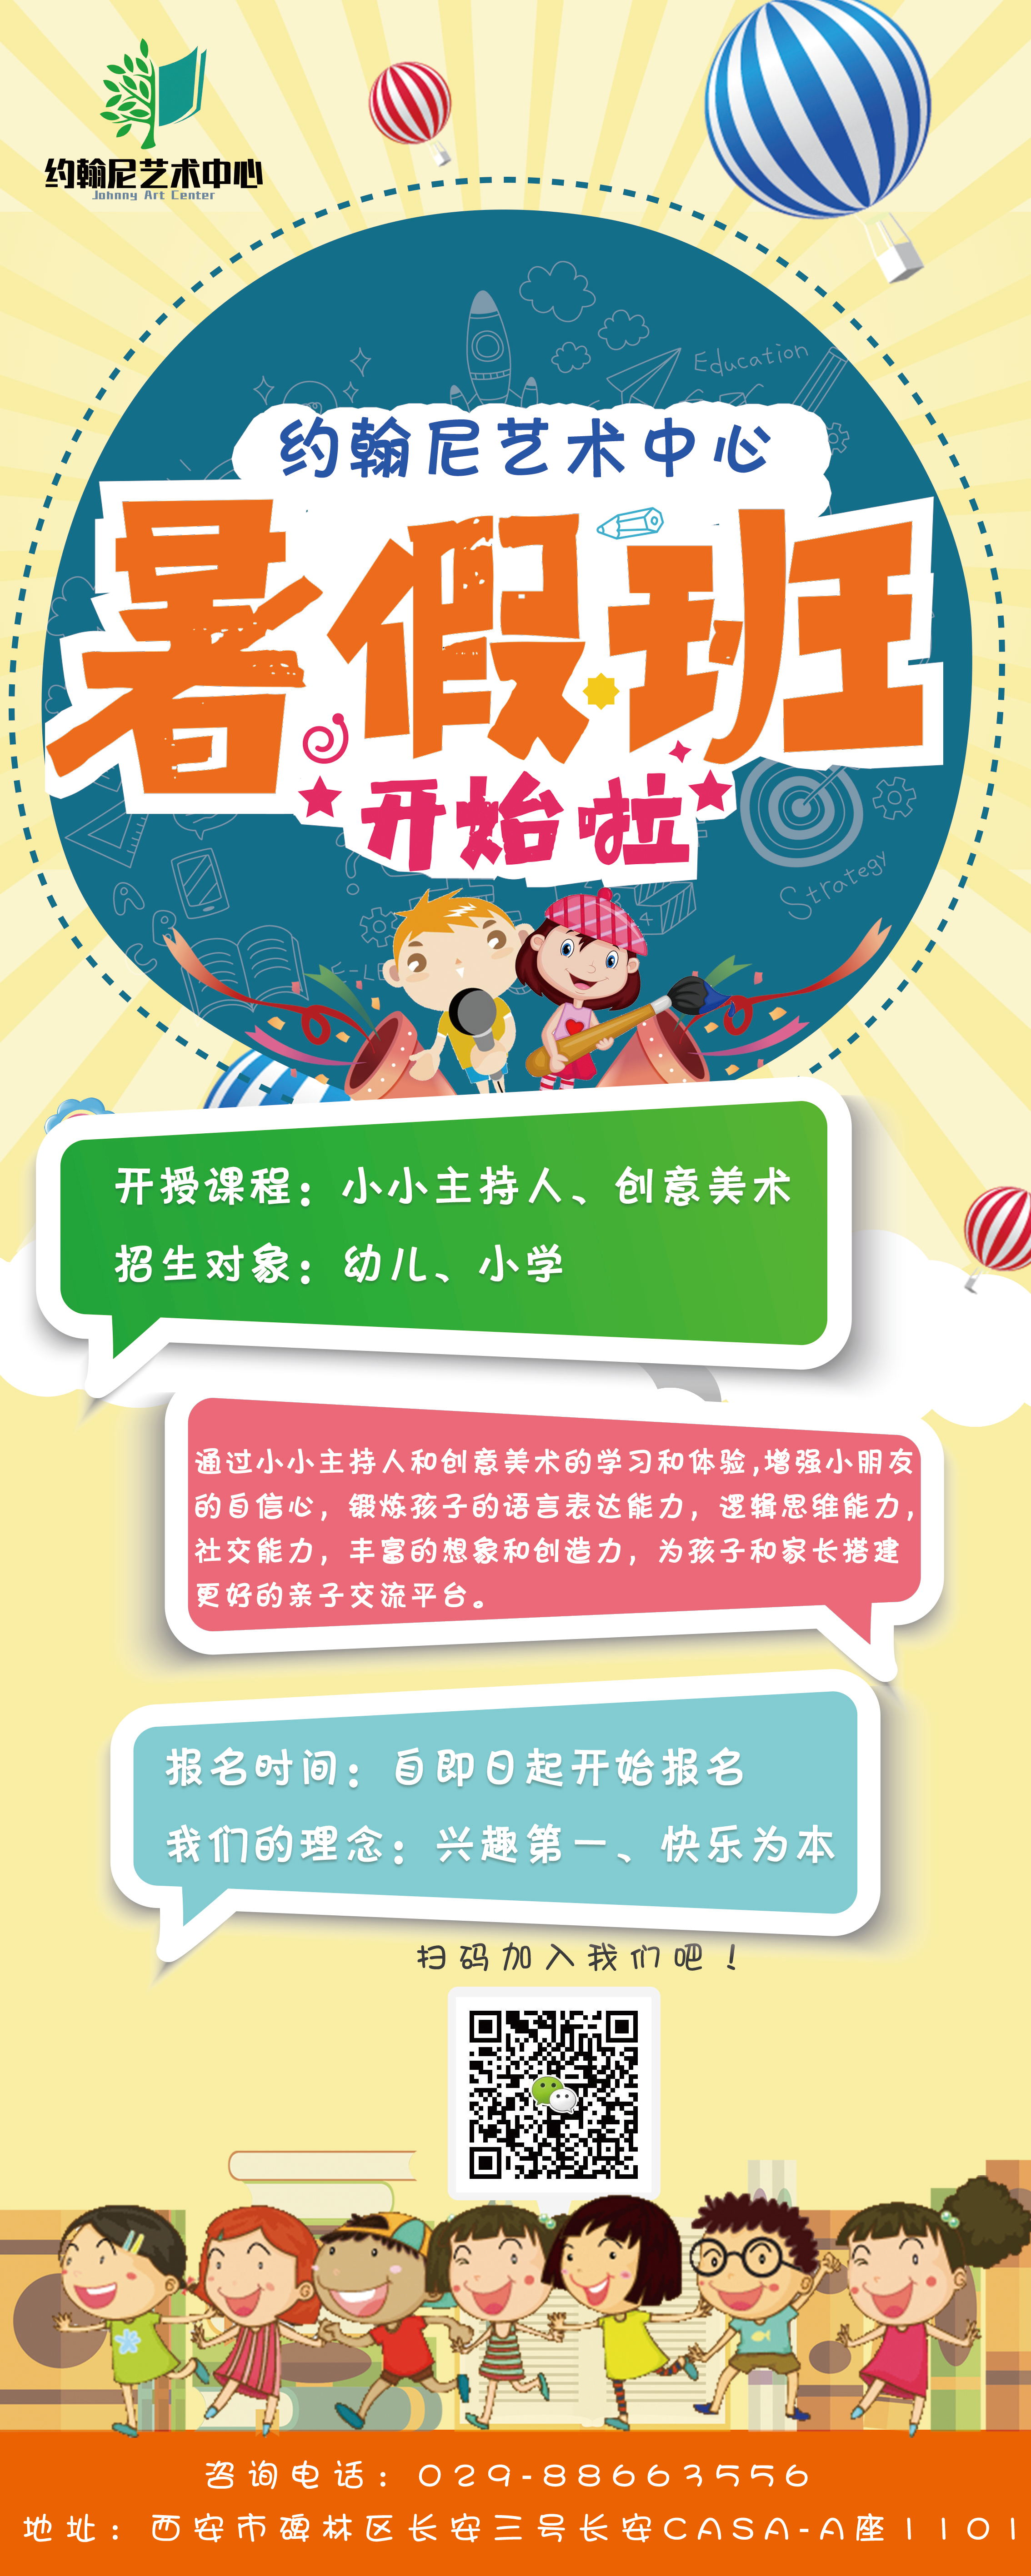 约翰尼艺术中心
Johnny Art Center
Education
约翰尼艺术中心
暑假班
开始啦
Strategy
A
B
C
E-LE
开授课程：小小主持人、创意美术
招生对象：幼儿、小学
通过小小主持人和创意美术的学习和体验,增强小朋友
的自信心，锻炼孩子的语言表达能力，逻辑思维能力，
社交能力，丰富的想象和创造力，为孩子和家长搭建
更好的亲子交流平台。
报名时间：自即日起开始报名
我们的理念：兴趣第一、快乐为本
扫码加入我们吧！
咨询电话：029-88663556
地址：西安市碑林区长安三号长安CASA-A座1101